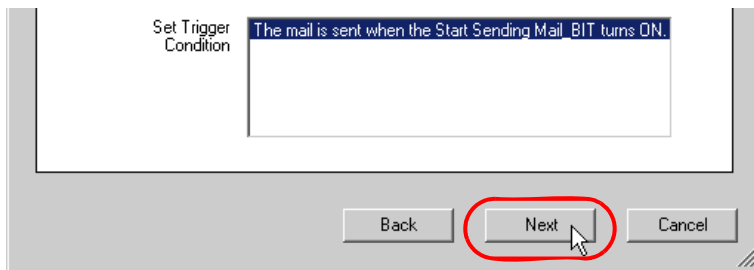 Set Trigger
Condition
The mail is sent when the Start Sending Mail_BIT turns ON.
Back Next Cancel